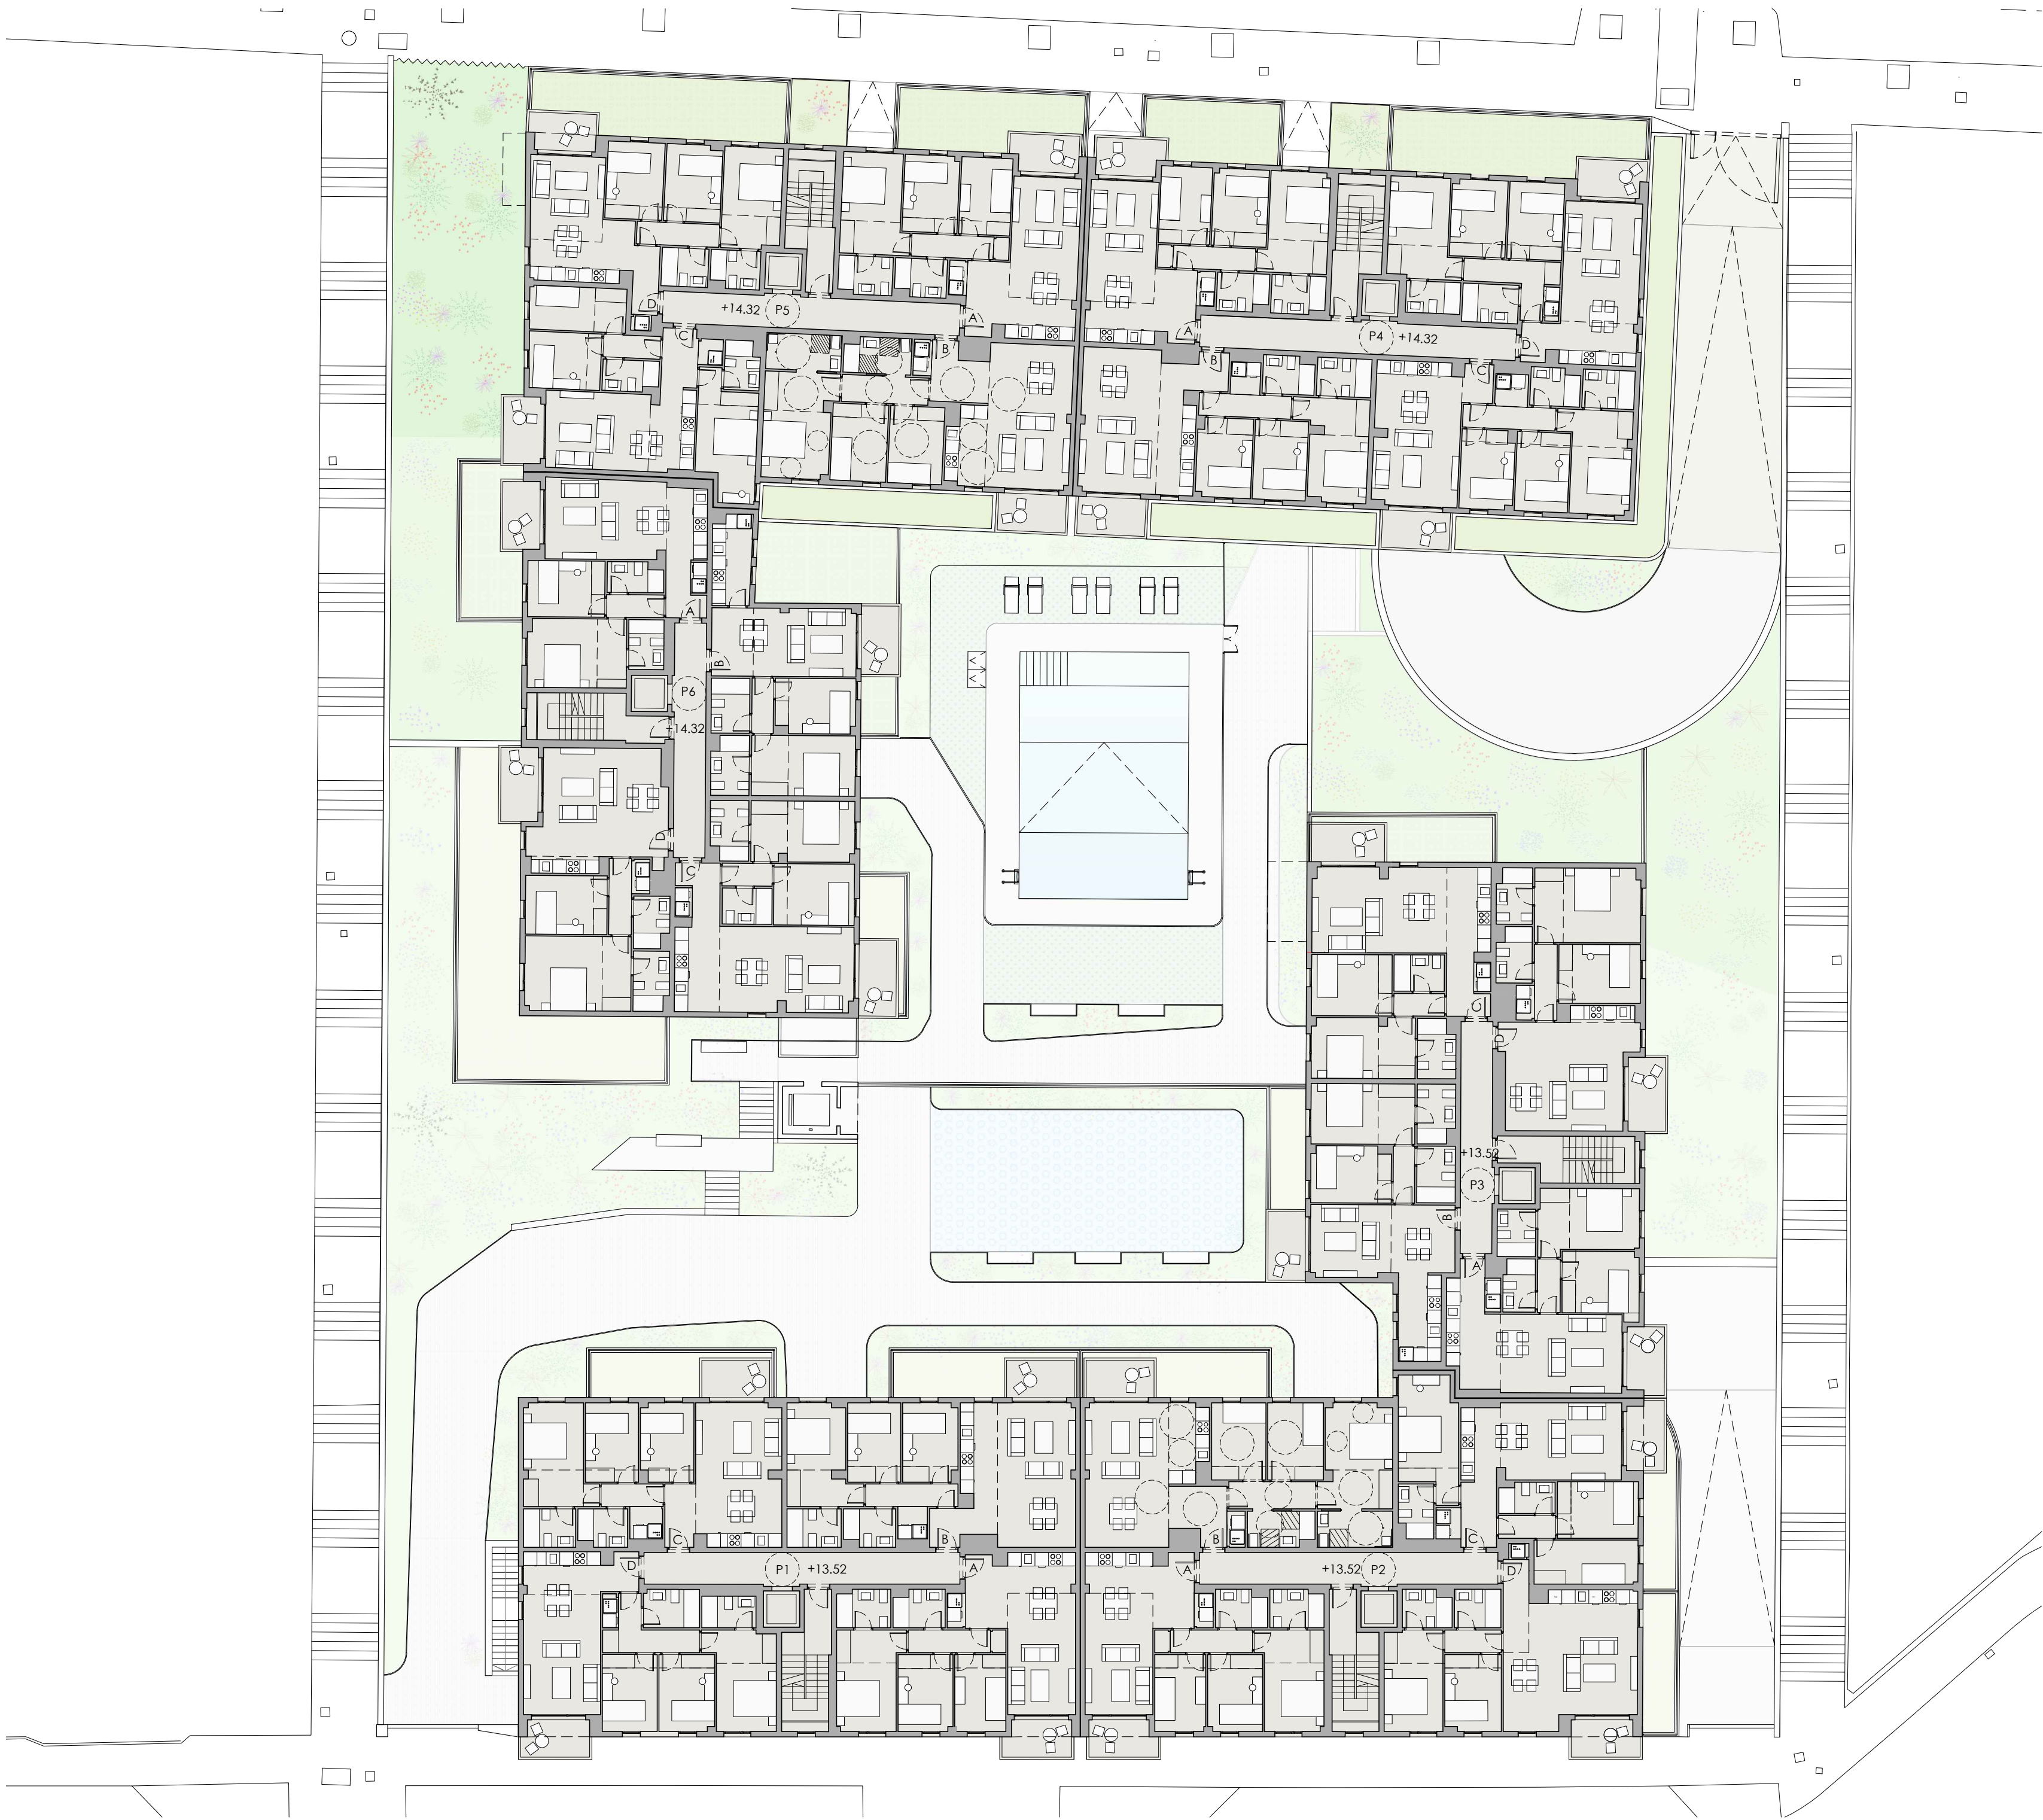 D +14.32 P5 A
C B
A P4 +14.32 D
B C
A
B
P6
+14.32
D
C
C
D
+13.52
P3
B
A
C B
D P1 +13.52 A
B C
A +13.52 P2 D